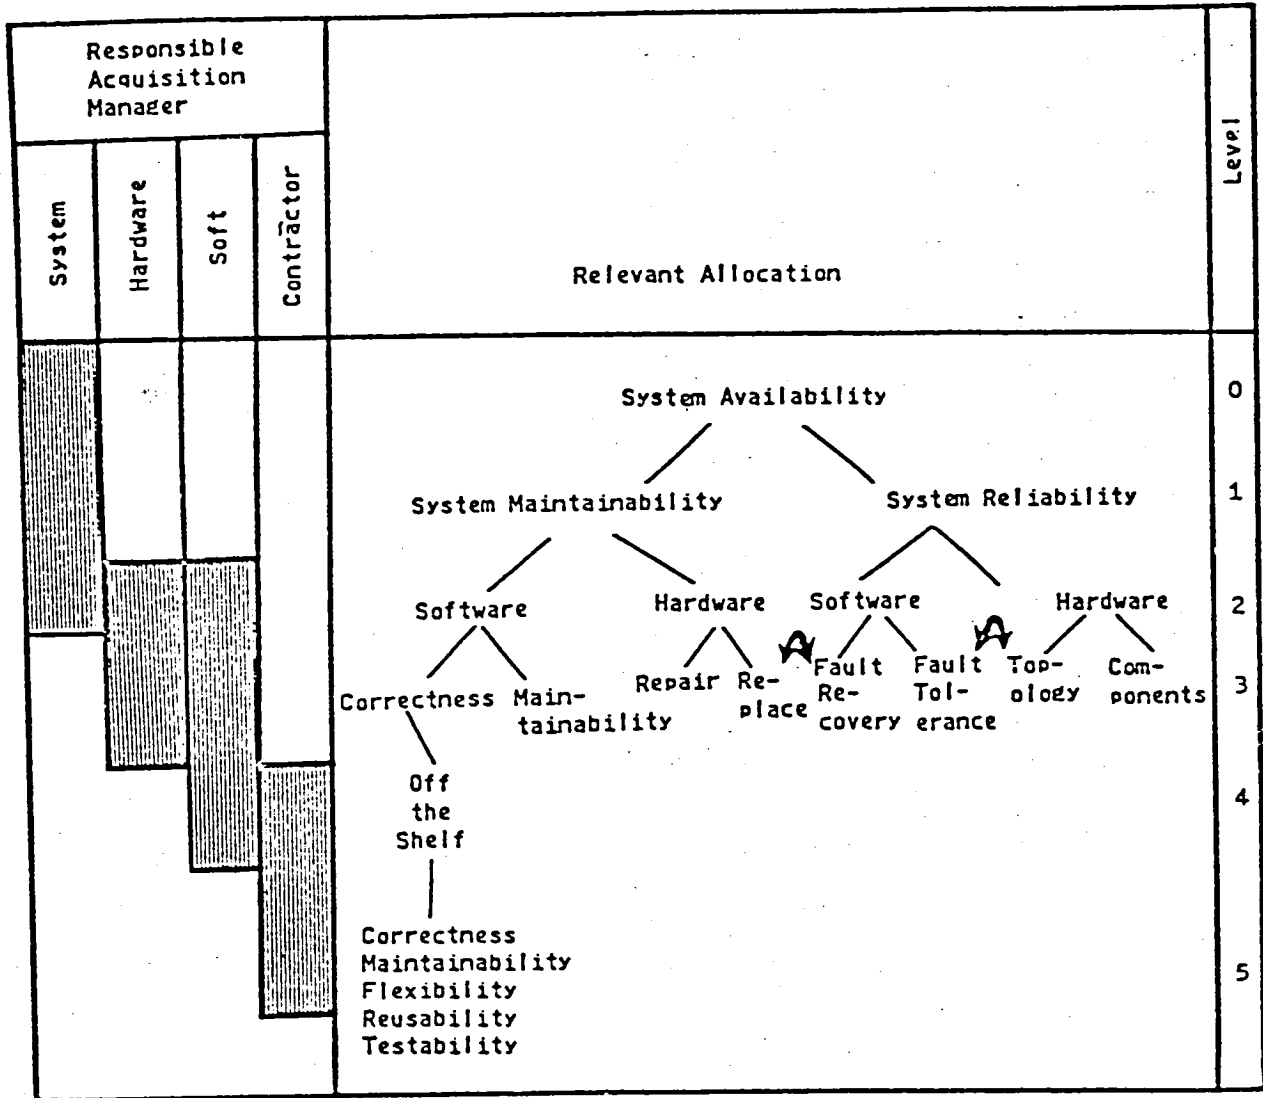 Responsible
Acquisition
Manager
System
Hardware
Soft
Contractor
Relevant Allocation
Level
System Availability
0
System Maintainability
System Reliability
1
Software
Hardware
Software
Hardware
2
Correctness
Main-
tainability
Repair
Re-
place
Fault
Re-
covery
Fault
Tol-
erance
Top-
ology
Com-
ponents
3
Off
the
Shelf
4
Correctness
Maintainability
Flexibility
Reusability
Testability
5